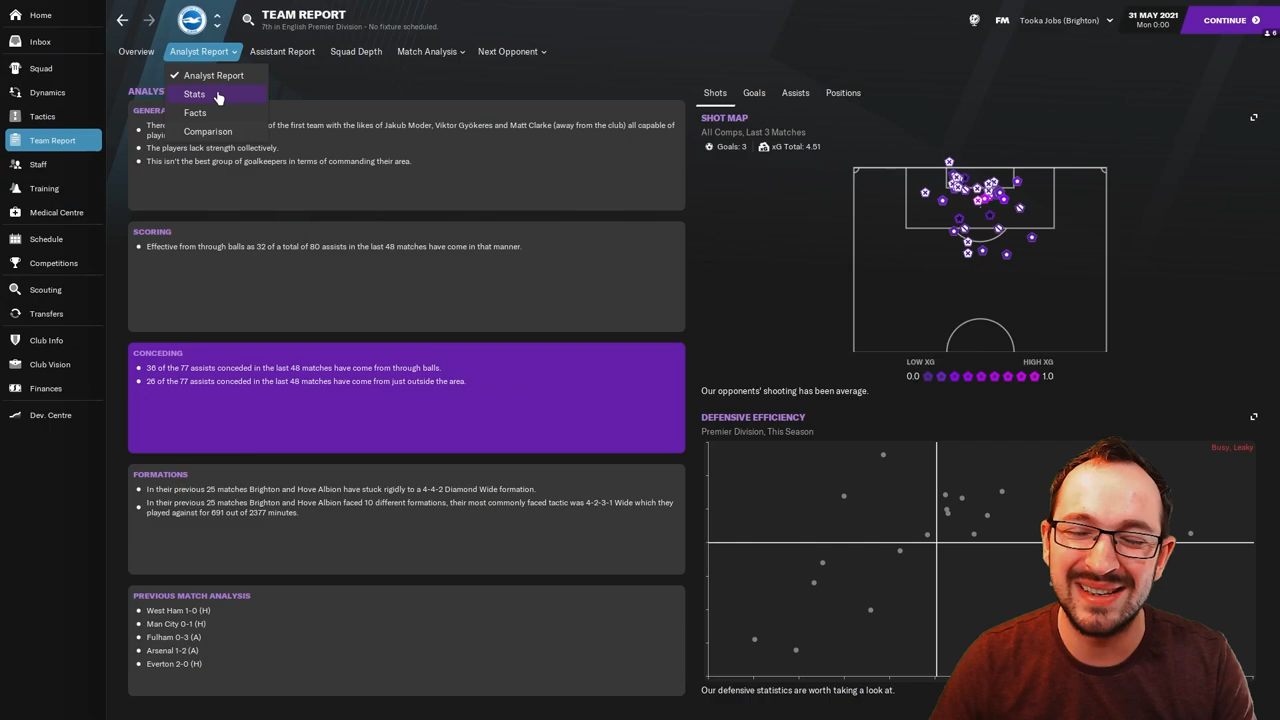 Home
Inbox
Squad
Dynamics
Tactics
Team Report
Staff
Training
Medical Centre
Schedule
Competitions
Scouting
Transfers
Club Info
Club Vision
Finances
Dev. Centre
TEAM REPORT
7th in English Premier Division - No fixture scheduled.
FM
Tooka Jobs (Brighton)
31 MAY 2021
Mon 0:00
CONTINUE
6
Overview
Analyst Report
Assistant Report
Squad Depth
Match Analysis
Next Opponent
Analyst Report
Stats
Facts
Comparison
ANALYS
GENERA
There
of the first team with the likes of Jakub Moder, Viktor Gyökeres and Matt Clarke (away from the club) all capable of
The players lack strength collectively.
This isn't the best group of goalkeepers in terms of commanding their area.
SCORING
Effective from through balls as 32 of a total of 80 assists in the last 48 matches have come in that manner.
CONCEDING
36 of the 77 assists conceded in the last 48 matches have come from through balls.
26 of the 77 assists conceded in the last 48 matches have come from just outside the area.
FORMATIONS
In their previous 25 matches Brighton and Hove Albion have stuck rigidly to a 4-4-2 Diamond Wide formation.
In their previous 25 matches Brighton and Hove Albion faced 10 different formations, their most commonly faced tactic was 4-2-3-1 Wide which they
played against for 691 out of 2377 minutes.
PREVIOUS MATCH ANALYSIS
West Ham 1-0 (H)
Man City 0-1 (H)
Fulham 0-3 (A)
Arsenal 1-2 (A)
Everton 2-0 (H)
Shots
Goals
Assists
Positions
SHOT MAP
All Comps, Last 3 Matches
Goals: 3
xG Total: 4.51
LOW XG
HIGH XG
0.0
1.0
Our opponents' shooting has been average.
DEFENSIVE EFFICIENCY
Premier Division, This Season
Busy, Leaky
Our defensive statistics are worth taking a look at.